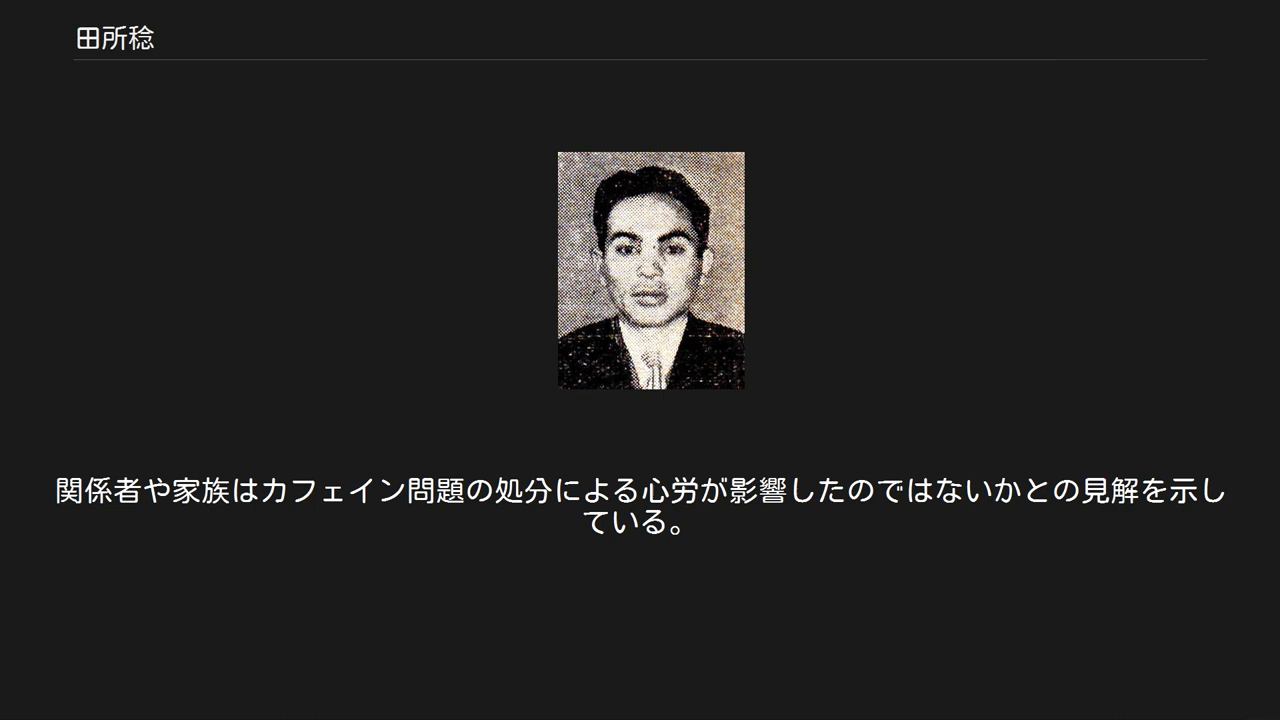 田所稔
関係者や家族はカフェイン問題の処分による心労が影響したのではないかとの見解を示し
ている。